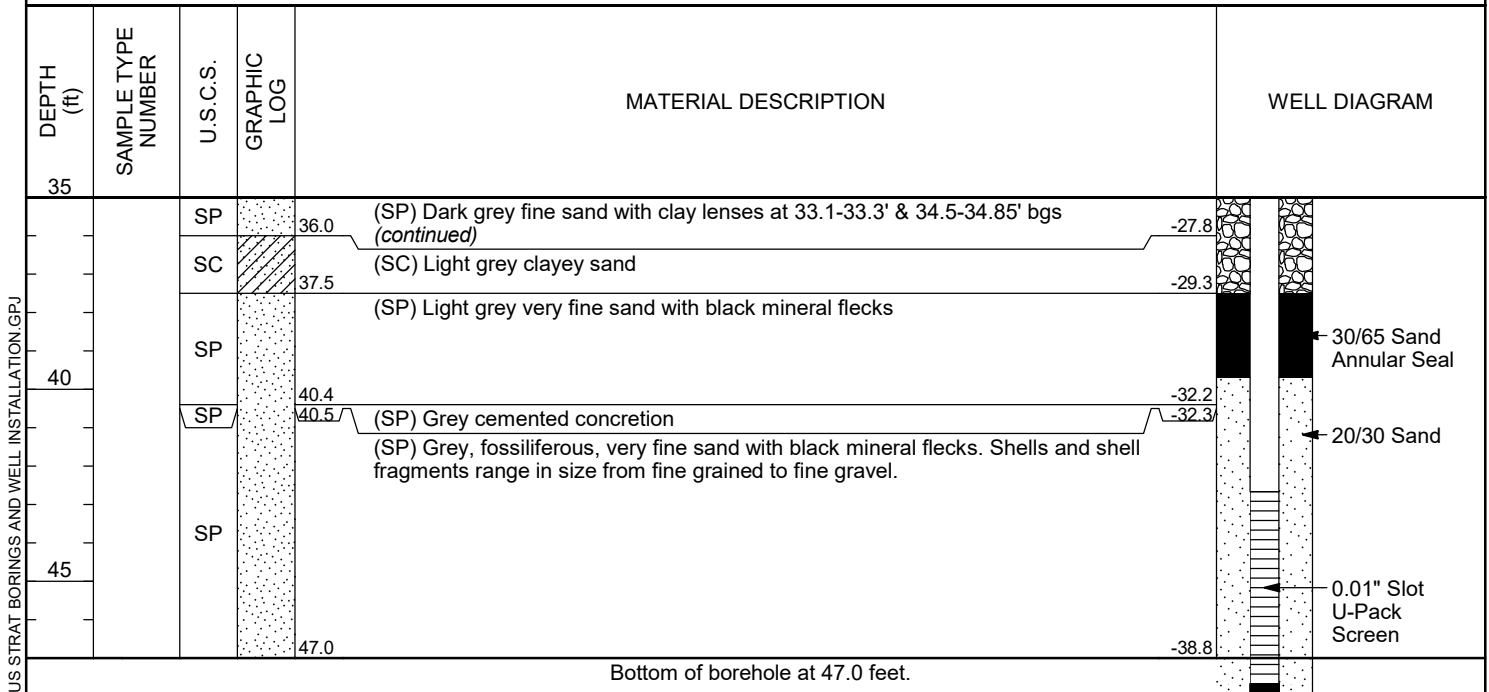 DEPTH
(ft)
SAMPLE TYPE
NUMBER
U.S.C.S.
GRAPHIC
LOG
MATERIAL DESCRIPTION
WELL DIAGRAM
35
SP
36.0
(SP) Dark grey fine sand with clay lenses at 33.1-33.3' & 34.5-34.85' bgs
(continued)
-27.8
SC
37.5
(SC) Light grey clayey sand
-29.3
(SP) Light grey very fine sand with black mineral flecks
SP
30/65 Sand
Annular Seal
40
40.4
-32.2
SP
40.5
(SP) Grey cemented concretion
-32.3
20/30 Sand
(SP) Grey, fossiliferous, very fine sand with black mineral flecks. Shells and shell
fragments range in size from fine grained to fine gravel.
SP
45
0.01" Slot
U-Pack
Screen
47.0
-38.8
Bottom of borehole at 47.0 feet.
US STRAT BORINGS AND WELL INSTALLATION.GPJ